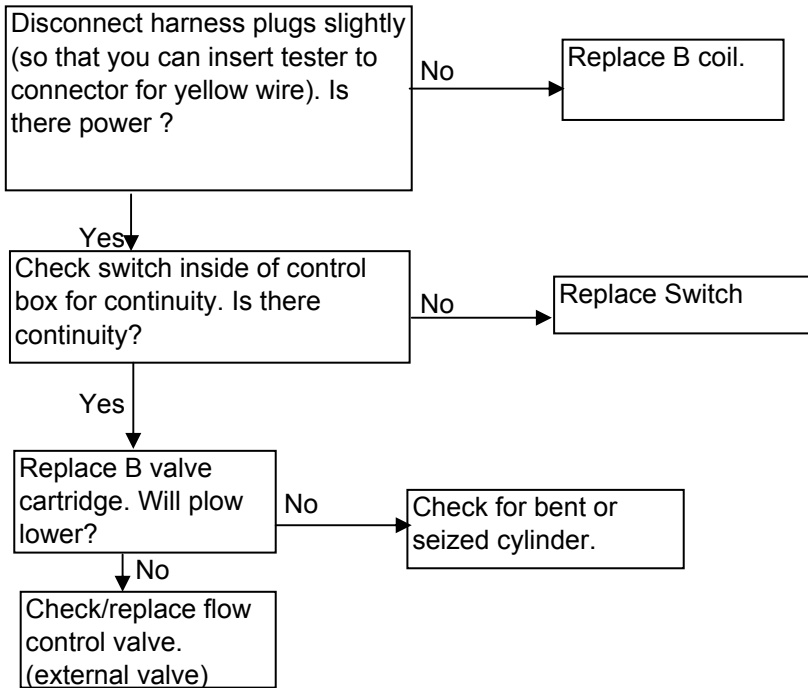 Disconnect harness plugs slightly
(so that you can insert tester to
connector for yellow wire). Is
there power ?
No
Replace B coil.
Yes
Check switch inside of control
box for continuity. Is there
continuity?
No
Replace Switch
Yes
Replace B valve
cartridge. Will plow
lower?
No
Check for bent or
seized cylinder.
No
Check/replace flow
control valve.
(external valve)